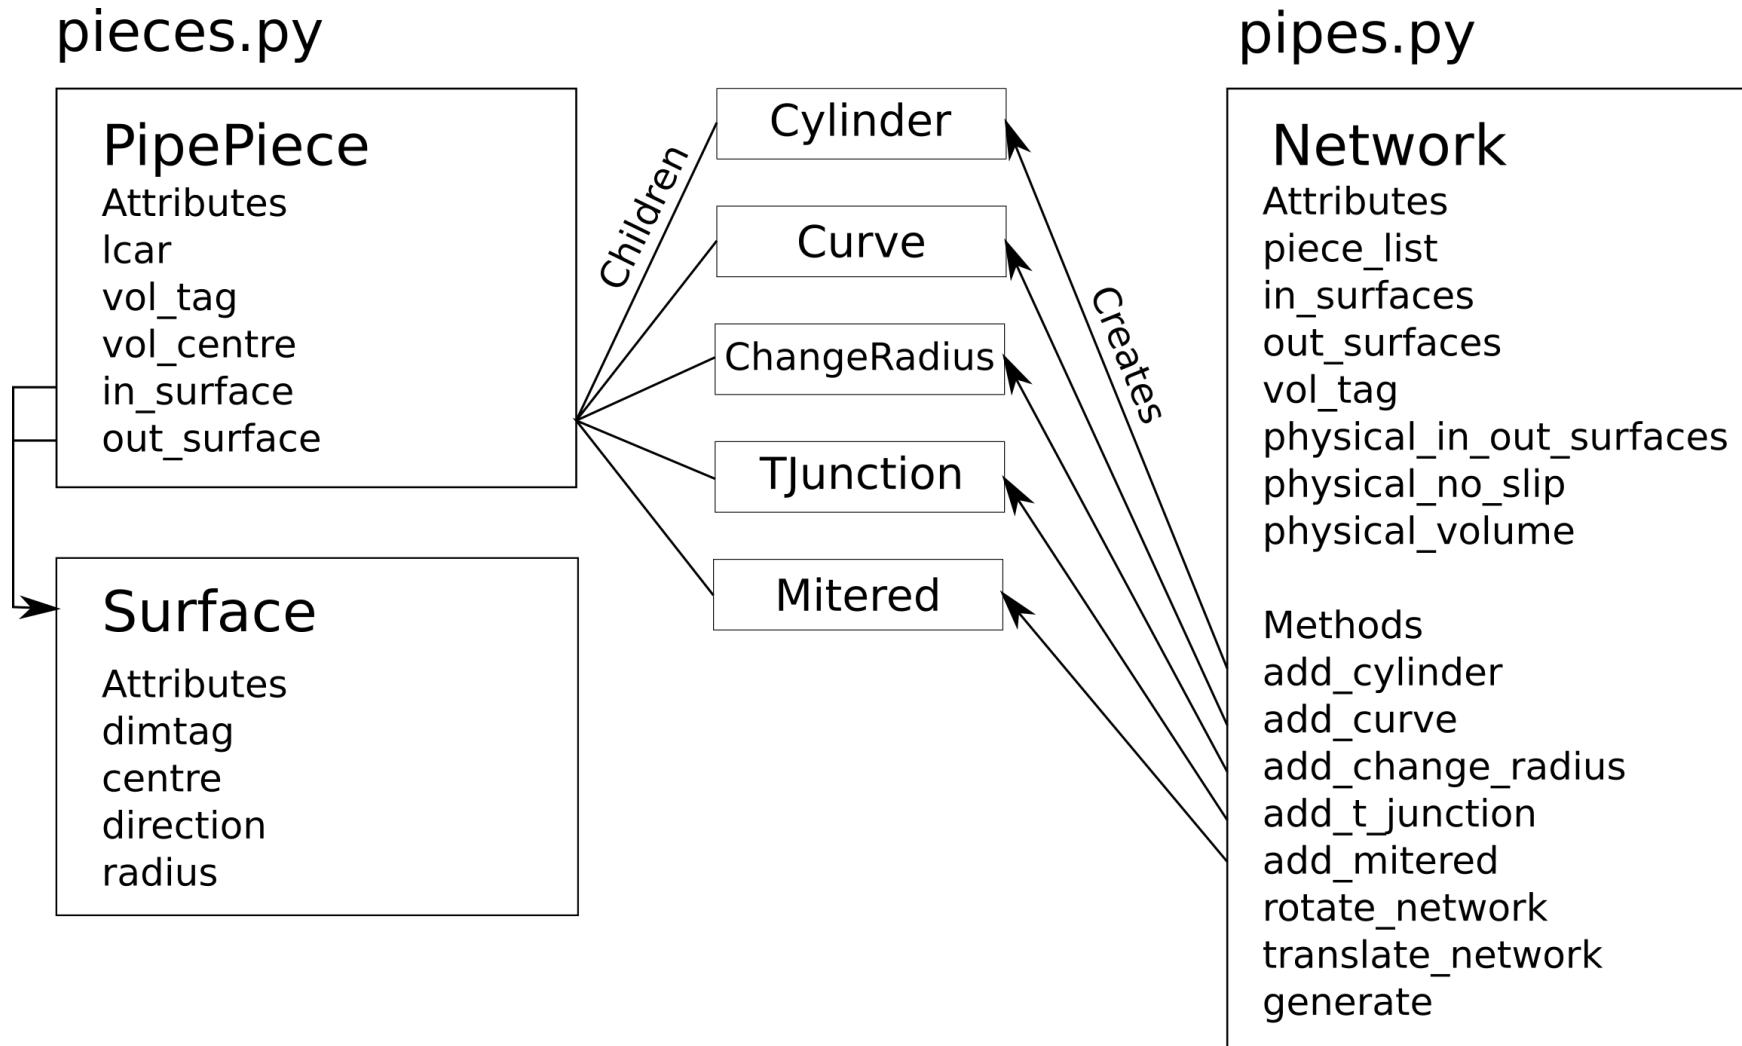 pieces.py
PipePiece
Attributes
lcar
vol_tag
vol_centre
in_surface
out_surface
Surface
Attributes
dimtag
centre
direction
radius
Children
Cylinder
Curve
ChangeRadius
TJunction
Mitered
Creates
pipes.py
Network
Attributes
piece_list
in_surfaces
out_surfaces
vol_tag
physical_in_out_surfaces
physical_no_slip
physical_volume
Methods
add_cylinder
add_curve
add_change_radius
add_t_junction
add_mitered
rotate_network
translate_network
generate